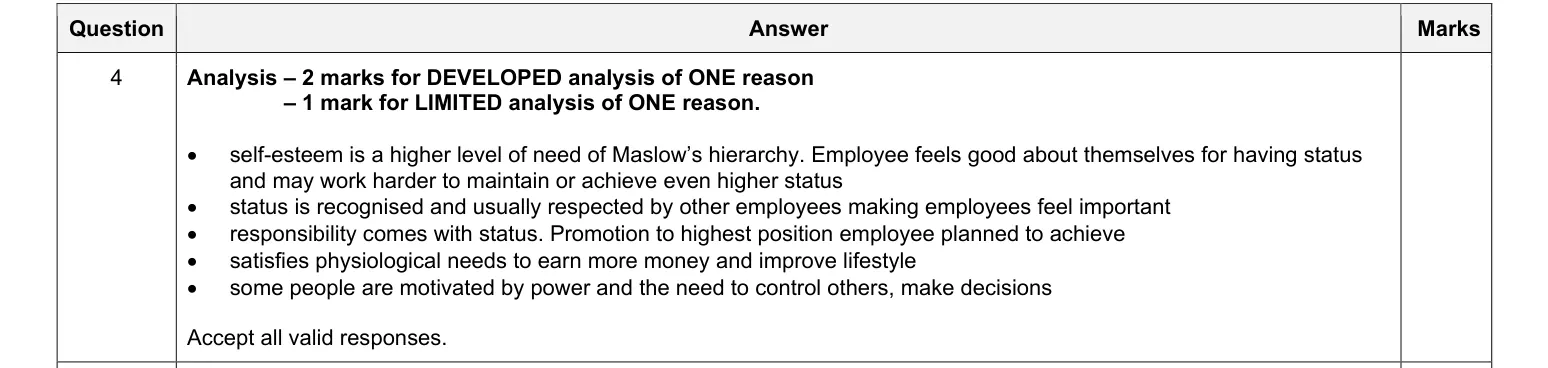 Question Answer Marks
4
Analysis – 2 marks for DEVELOPED analysis of ONE reason
– 1 mark for LIMITED analysis of ONE reason.
• self-esteem is a higher level of need of Maslow’s hierarchy. Employee feels good about themselves for having status
and may work harder to maintain or achieve even higher status
• status is recognised and usually respected by other employees making employees feel important
• responsibility comes with status. Promotion to highest position employee planned to achieve
• satisfies physiological needs to earn more money and improve lifestyle
• some people are motivated by power and the need to control others, make decisions
Accept all valid responses.